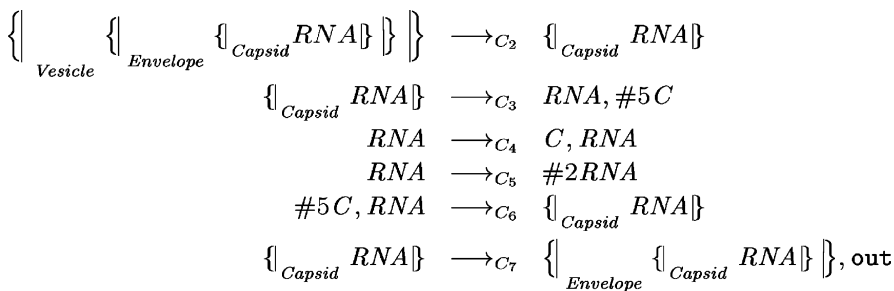 {| Vesicle {| Envelope {| Capsid RNA |} |} |} ⟶C2 {| Capsid RNA |}
{| Capsid RNA |} ⟶C3 RNA, #5C
RNA ⟶C4 C, RNA
RNA ⟶C5 #2RNA
#5C, RNA ⟶C6 {| Capsid RNA |}
{| Capsid RNA |} ⟶C7 {| Envelope {| Capsid RNA |} |}, out